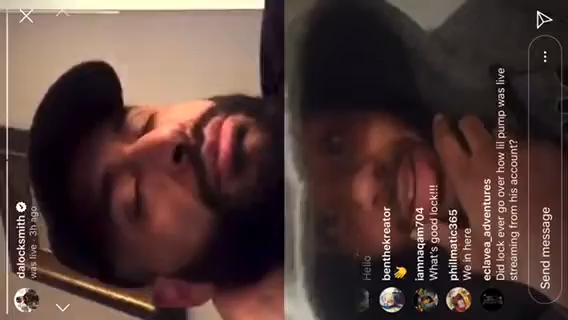 dalocksmith
was live · 3h ago
Hello
benthekreator
👋
iamnaqam704
What's good lock!!!
phillmatic365
We in here
eclavea_adventures
Did lock ever go over how lil pump was live
streaming from his account?
Send message